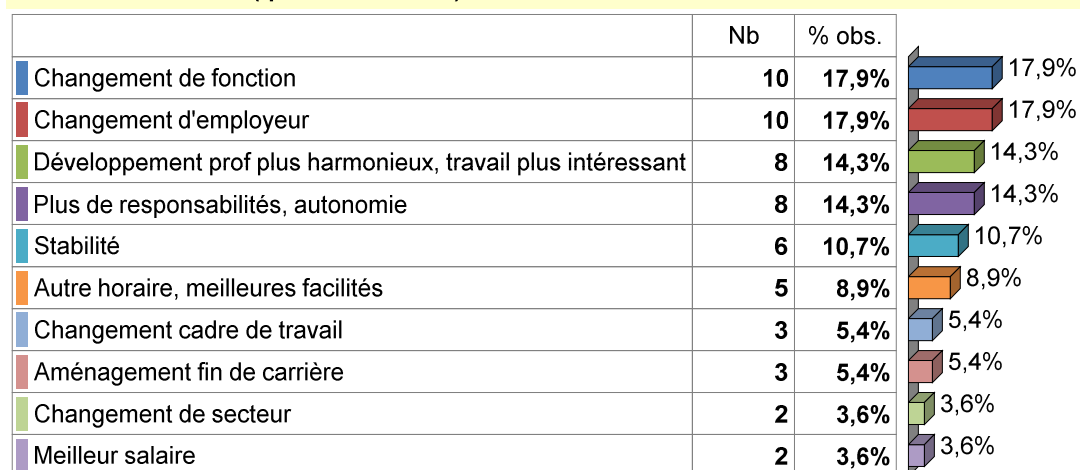 Nb % obs.
Changement de fonction 10 17,9% 17,9%
Changement d'employeur 10 17,9% 17,9%
Développement prof plus harmonieux, travail plus intéressant 8 14,3% 14,3%
Plus de responsabilités, autonomie 8 14,3% 14,3%
Stabilité 6 10,7% 10,7%
Autre horaire, meilleures facilités 5 8,9% 8,9%
Changement cadre de travail 3 5,4% 5,4%
Aménagement fin de carrière 3 5,4% 5,4%
Changement de secteur 2 3,6% 3,6%
Meilleur salaire 2 3,6% 3,6%